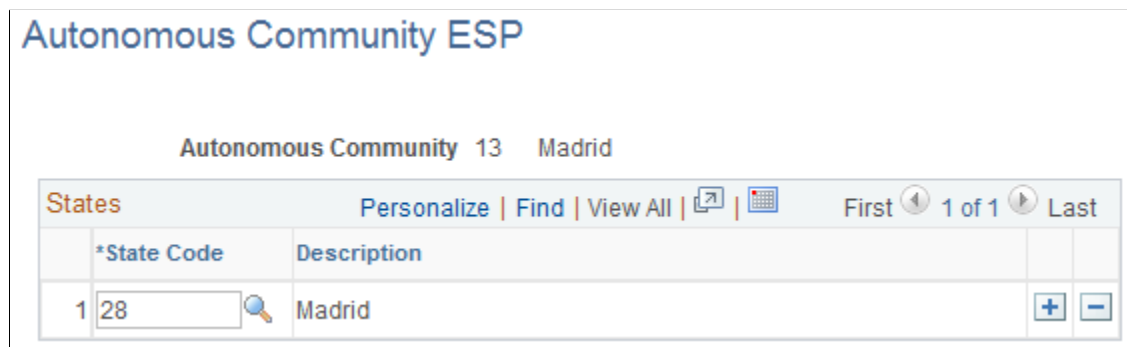 Autonomous Community ESP
Autonomous Community 13 Madrid
States Personalize | Find | View All | | First 1 of 1 Last
*State Code Description
1 28 Madrid